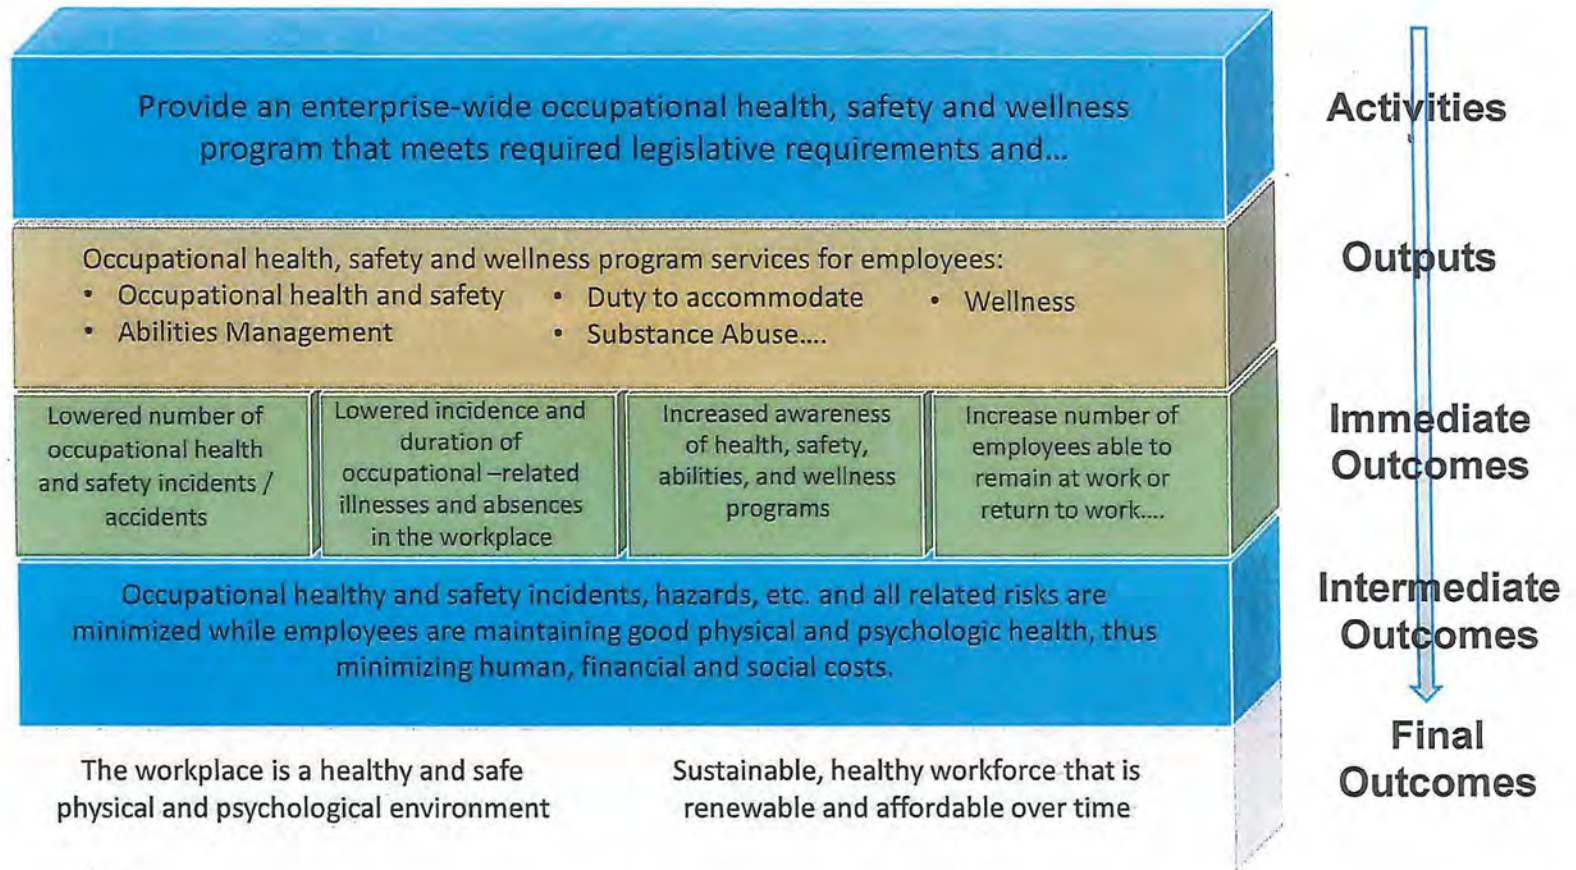 Provide an enterprise-wide occupational health, safety and wellness
program that meets required legislative requirements and...
Activities
Occupational health, safety and wellness program services for employees:
• Occupational health and safety
• Duty to accommodate
• Wellness
• Abilities Management
• Substance Abuse....
Outputs
Lowered number of
occupational health
and safety incidents /
accidents
Lowered incidence and
duration of
occupational –related
illnesses and absences
in the workplace
Increased awareness
of health, safety,
abilities, and wellness
programs
Increase number of
employees able to
remain at work or
return to work....
Immediate
Outcomes
Occupational healthy and safety incidents, hazards, etc. and all related risks are
minimized while employees are maintaining good physical and psychologic health, thus
minimizing human, financial and social costs.
Intermediate
Outcomes
The workplace is a healthy and safe
physical and psychological environment
Sustainable, healthy workforce that is
renewable and affordable over time
Final
Outcomes